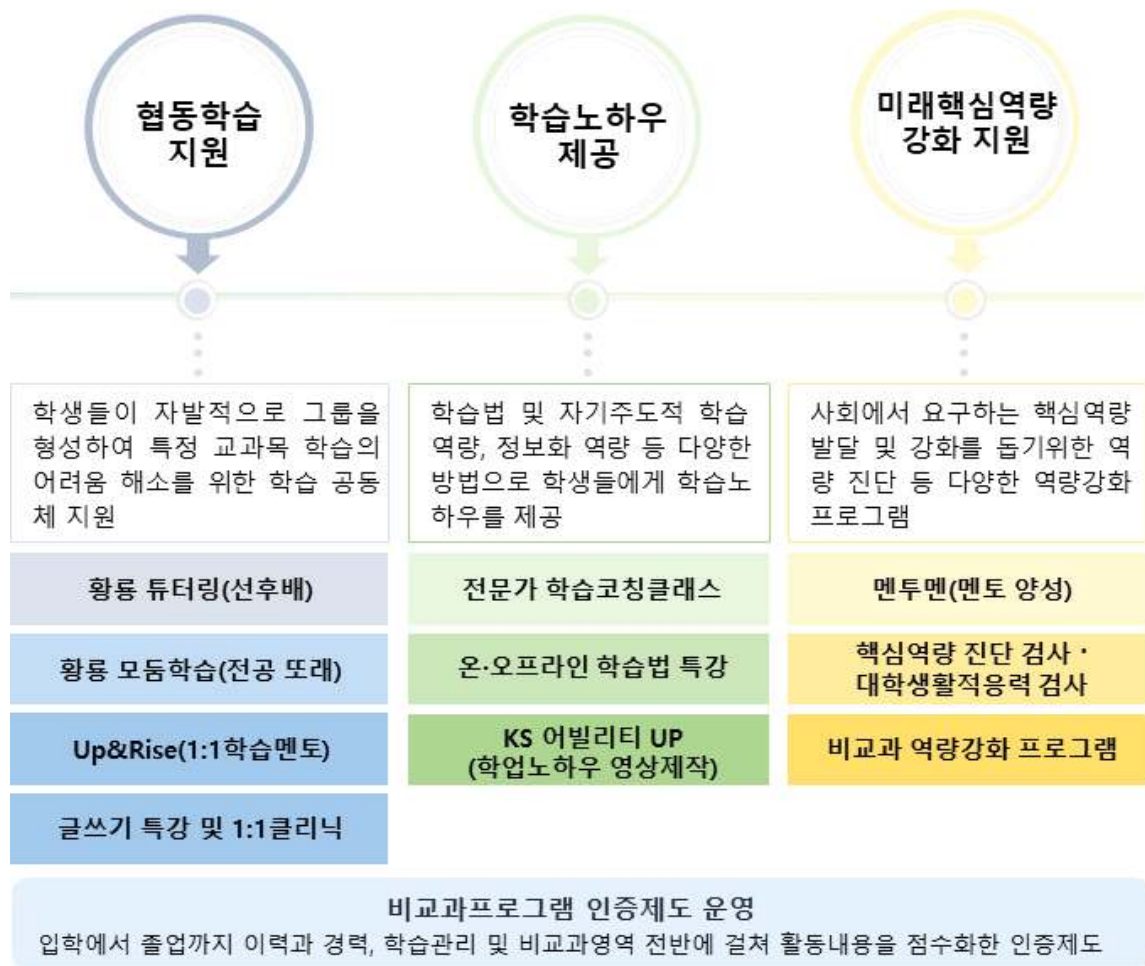 협동학습
지원
학습노하우
제공
미래핵심역량
강화 지원
학생들이 자발적으로 그룹을
형성하여 특정 교과목 학습의
어려움 해소를 위한 학습 공동
체 지원
학습법 및 자기주도적 학습
역량, 정보화 역량 등 다양한
방법으로 학생들에게 학습노
하우를 제공
사회에서 요구하는 핵심역량
발달 및 강화를 돕기위한 역
량 진단 등 다양한 역량강화
프로그램
황룡 튜터링(선후배)
황룡 모둠학습(전공 또래)
Up&Rise(1:1학습멘토)
글쓰기 특강 및 1:1클리닉
전문가 학습코칭클래스
온·오프라인 학습법 특강
KS 어빌리티 UP
(학업노하우 영상제작)
멘투멘(멘토 양성)
핵심역량 진단 검사·
대학생활적응력 검사
비교과 역량강화 프로그램
비교과프로그램 인증제도 운영
입학에서 졸업까지 이력과 경력, 학습관리 및 비교과영역 전반에 걸쳐 활동내용을 점수화한 인증제도